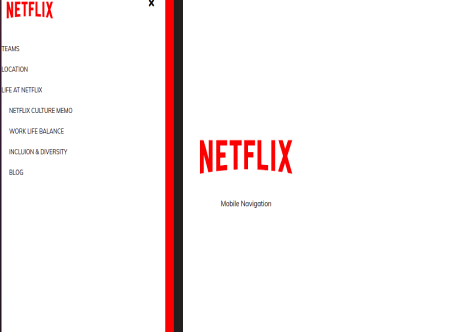 NETFLIX
X
TEAMS
LOCATION
LIFE AT NETFLIX
NETFLIX CULTURE MEMO
WORK LIFE BALANCE
INCLUION & DIVERSITY
BLOG
NETFLIX
Mobile Navigation